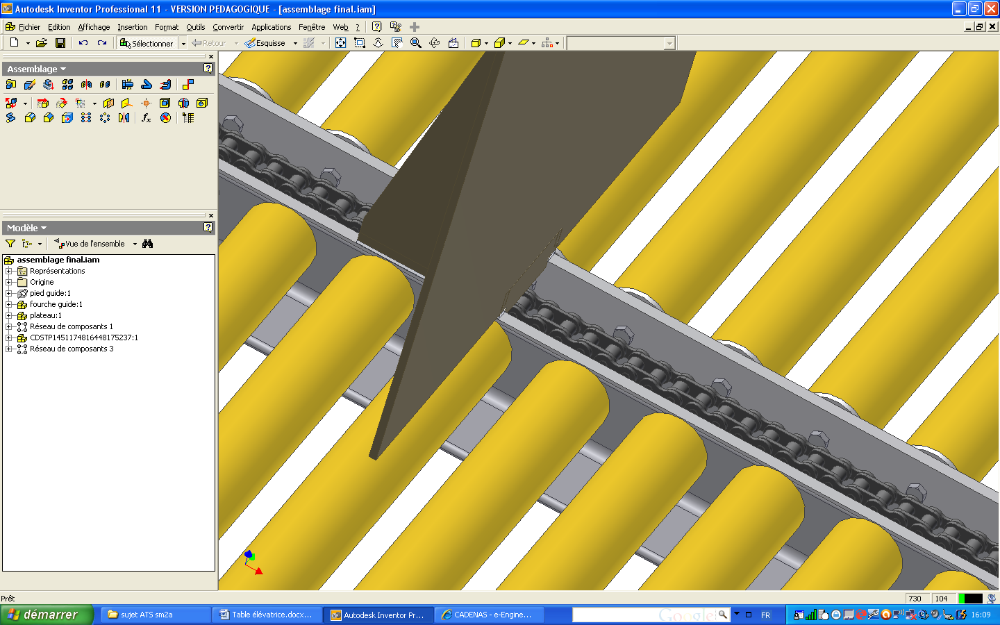 Autodesk Inventor Professional 11 - VERSION PEDAGOGIQUE - [assemblage final.iam]
Fichier Edition Affichage Insertion Format Outils Convertir Applications Fenêtre Web ?
Sélectionner Retour Esquisse
Assemblage
Modèle
Vue de l'ensemble
assemblage final.iam
Représentations
Origine
pied guide:1
fourche guide:1
plateau:1
Réseau de composants 1
CDSTP1451174816448175237:1
Réseau de composants 3
Prêt
730 104
démarrer
sujet ATS sm2a
Table élévatrice.docx...
Autodesk Inventor Pr...
CADENAS - e-Engine...
Google
FR
16:09